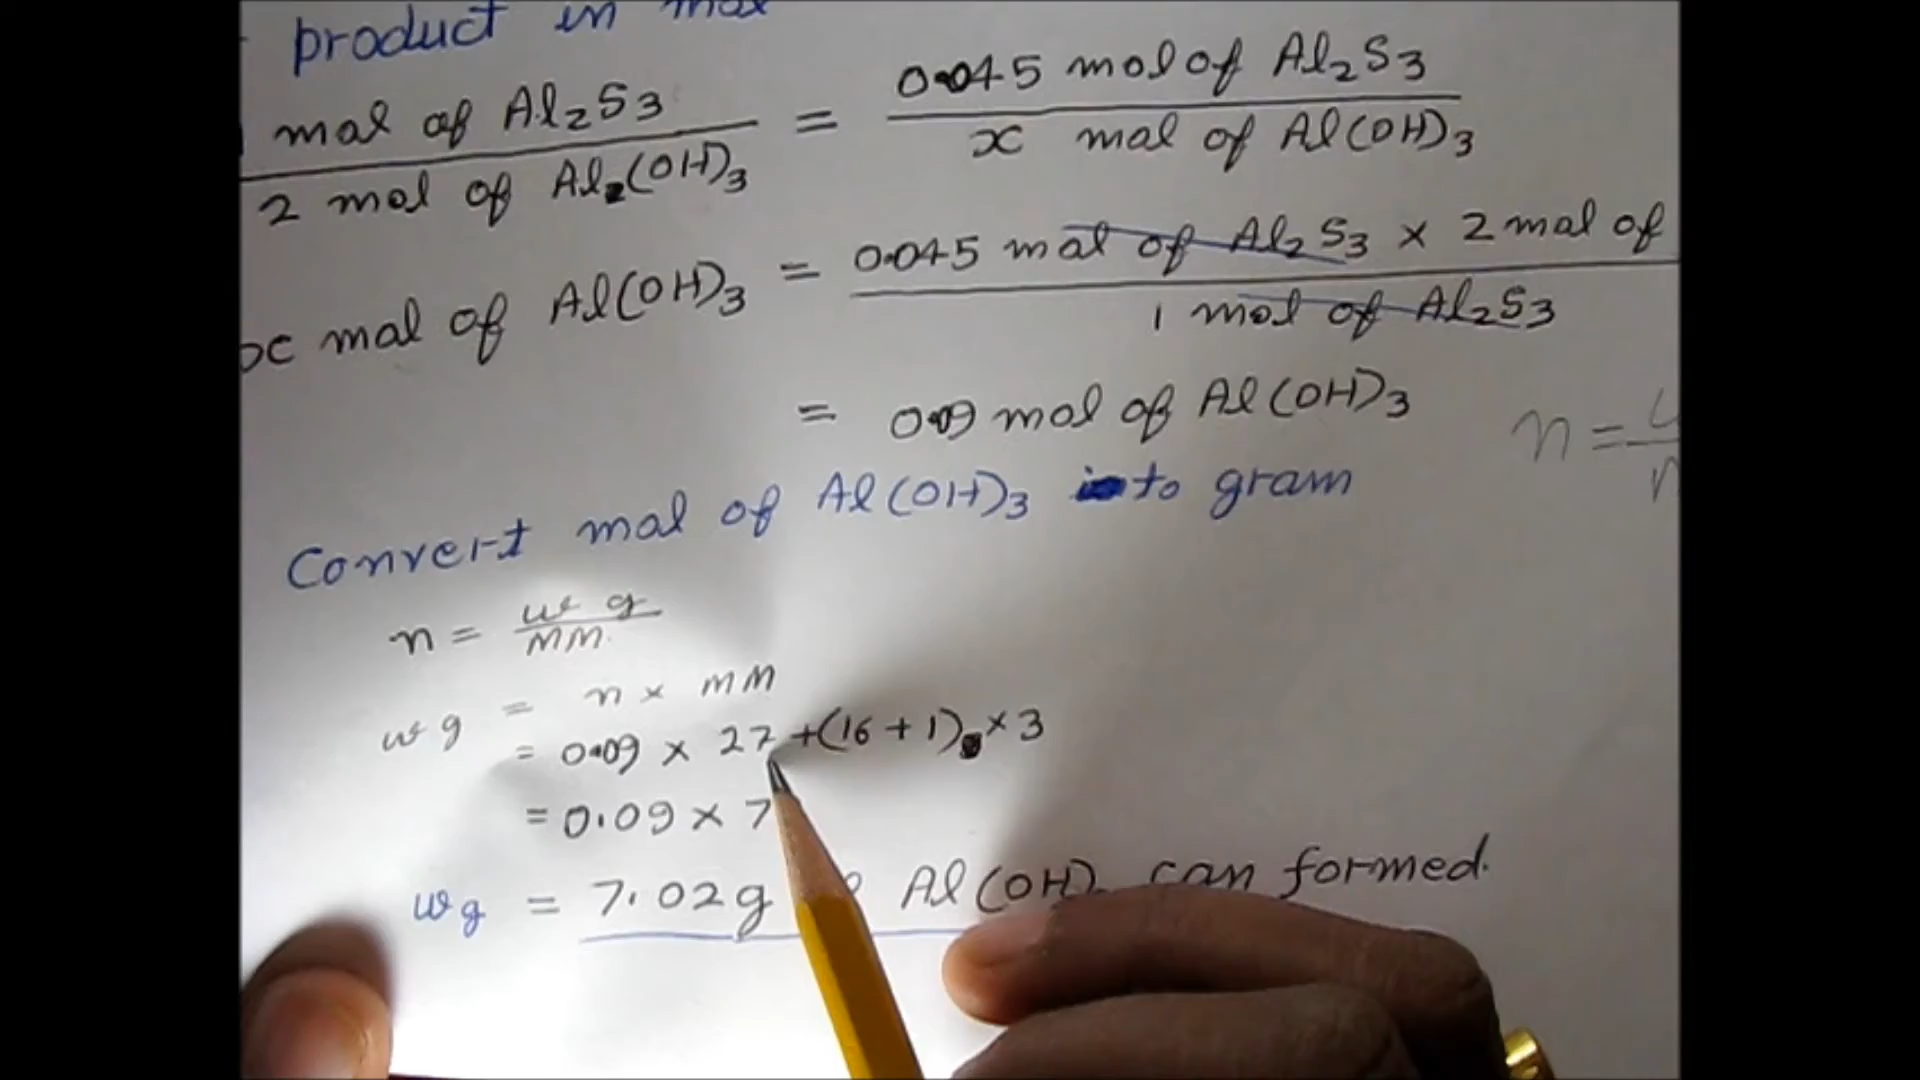 product in mol
mol of Al2S3 / 2 mol of Al2(OH)3 = 0.045 mol of Al2S3 / x mol of Al(OH)3
x mol of Al(OH)3 = 0.045 mol of Al2S3 × 2 mol of / 1 mol of Al2S3
= 0.09 mol of Al(OH)3
n =
Convert mol of Al(OH)3 to gram
n = w g / MM.
w g = n × MM
= 0.09 × 27 + (16 + 1) × 3
= 0.09 × 7
w g = 7.02 g Al(OH) can formed.